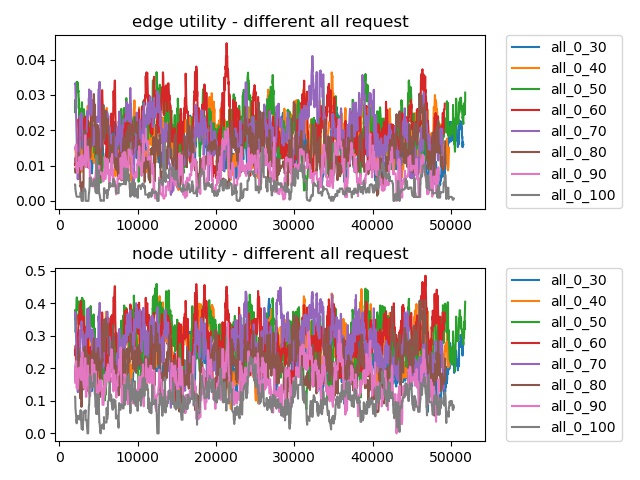 edge utility - different all request
0.04
0.03
0.02
0.01
0.00
0 10000 20000 30000 40000 50000
all_0_30
all_0_40
all_0_50
all_0_60
all_0_70
all_0_80
all_0_90
all_0_100
node utility - different all request
0.5
0.4
0.3
0.2
0.1
0.0
0 10000 20000 30000 40000 50000
all_0_30
all_0_40
all_0_50
all_0_60
all_0_70
all_0_80
all_0_90
all_0_100